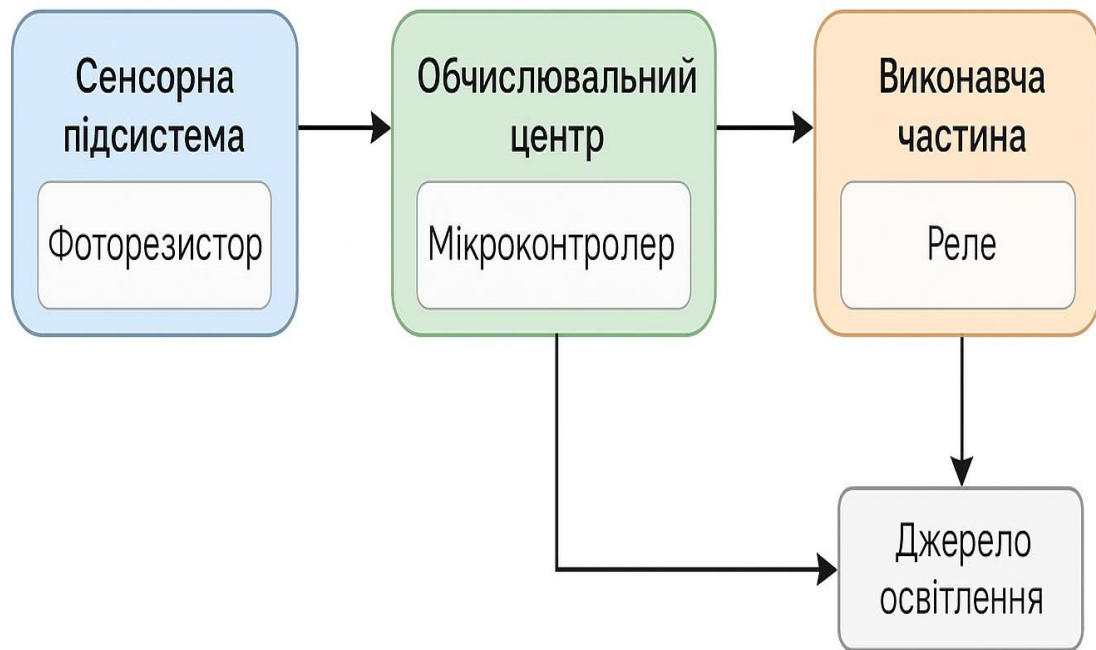 Сенсорна
підсистема
Фоторезистор
Обчислювальний
центр
Мікроконтролер
Виконавча
частина
Реле
Джерело
освітлення